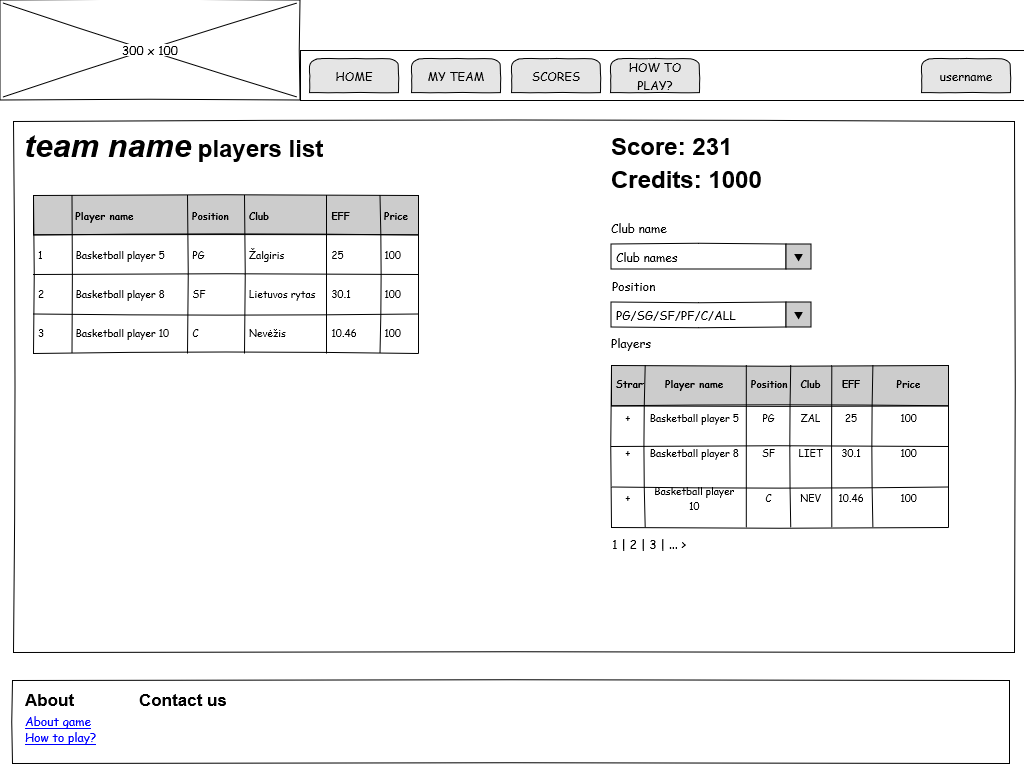 300 x 100
HOME
MY TEAM
SCORES
HOW TO
PLAY?
username
team name players list
Score: 231
Credits: 1000
Player name Position Club EFF Price
1 Basketball player 5 PG Žalgiris 25 100
2 Basketball player 8 SF Lietuvos rytas 30.1 100
3 Basketball player 10 C Nevėžis 10.46 100
Club name
Club names
Position
PG/SG/SF/PF/C/ALL
Players
Strar Player name Position Club EFF Price
+ Basketball player 5 PG ZAL 25 100
+ Basketball player 8 SF LIET 30.1 100
+ Basketball player
10 C NEV 10.46 100
1 | 2 | 3 | ... >
About
About game
How to play?
Contact us